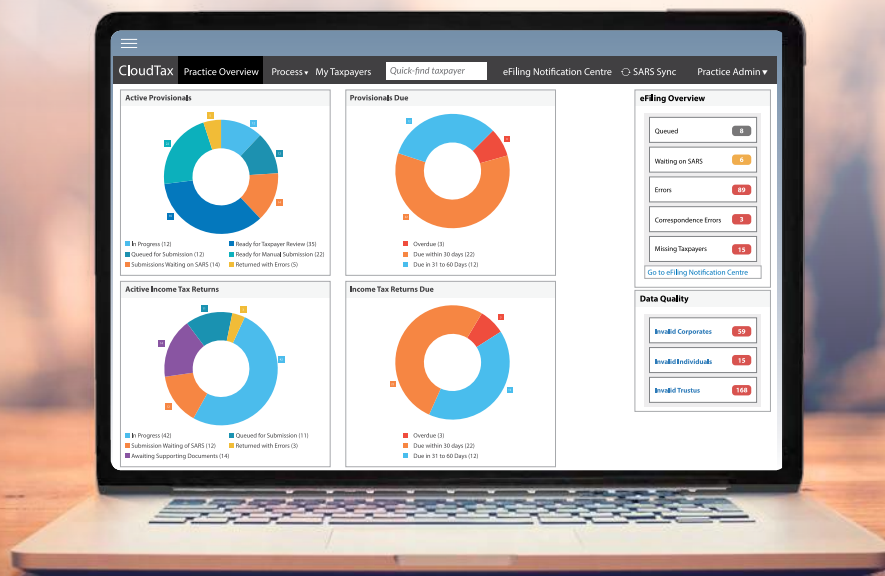 CloudTax Practice Overview Process My Taxpayers Quick-find taxpayer eFiling Notification Centre SARS Sync Practice Admin
Active Provisionals
In Progress (12)
Ready for Taxpayer Review (35)
Queued for Submission (12)
Ready for Manual Submission (22)
Submissions Waiting on SARS (14)
Returned with Errors (5)
Provisionals Due
Overdue (3)
Due within 30 days (22)
Due in 31 to 60 Days (12)
eFiling Overview
Queued 8
Waiting on SARS 6
Errors 89
Correspondence Errors 3
Missing Taxpayers 15
Go to eFiling Notification Centre
Acitive Income Tax Returns
In Progress (42)
Queued for Submission (11)
Submission Waiting of SARS (12)
Returned with Errors (3)
Awaiting Supporting Documents (14)
Income Tax Returns Due
Overdue (3)
Due within 30 days (22)
Due in 31 to 60 Days (12)
Data Quality
Invalid Corporates 59
Invalid Individuals 15
Invalid Trustus 168